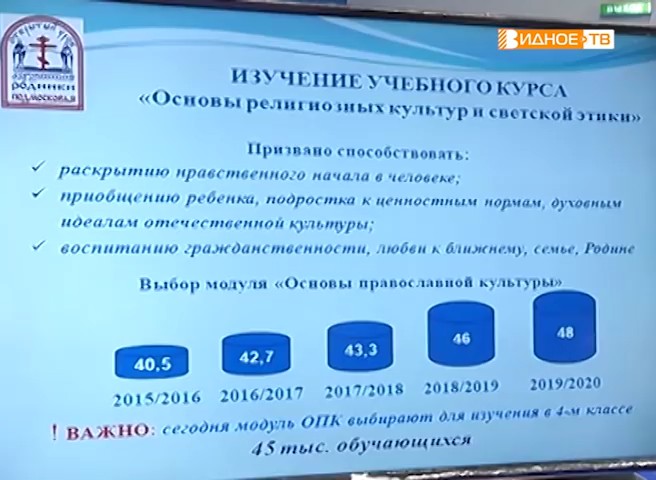 ВИДНОЕ ТВ
ИЗУЧЕНИЕ УЧЕБНОГО КУРСА
«Основы религиозных культур и светской этики»
Призвано способствовать:
✓ раскрытию нравственного начала в человеке;
✓ приобщению ребенка, подростка к ценностным нормам, духовным
идеалам отечественной культуры;
✓ воспитанию гражданственности, любви к ближнему, семье, Родине
Выбор модуля «Основы православной культуры»
40,5 42,7 43,3 46 48
2015/2016 2016/2017 2017/2018 2018/2019 2019/2020
! ВАЖНО: сегодня модуль ОПК выбирают для изучения в 4-м классе
45 тыс. обучающихся